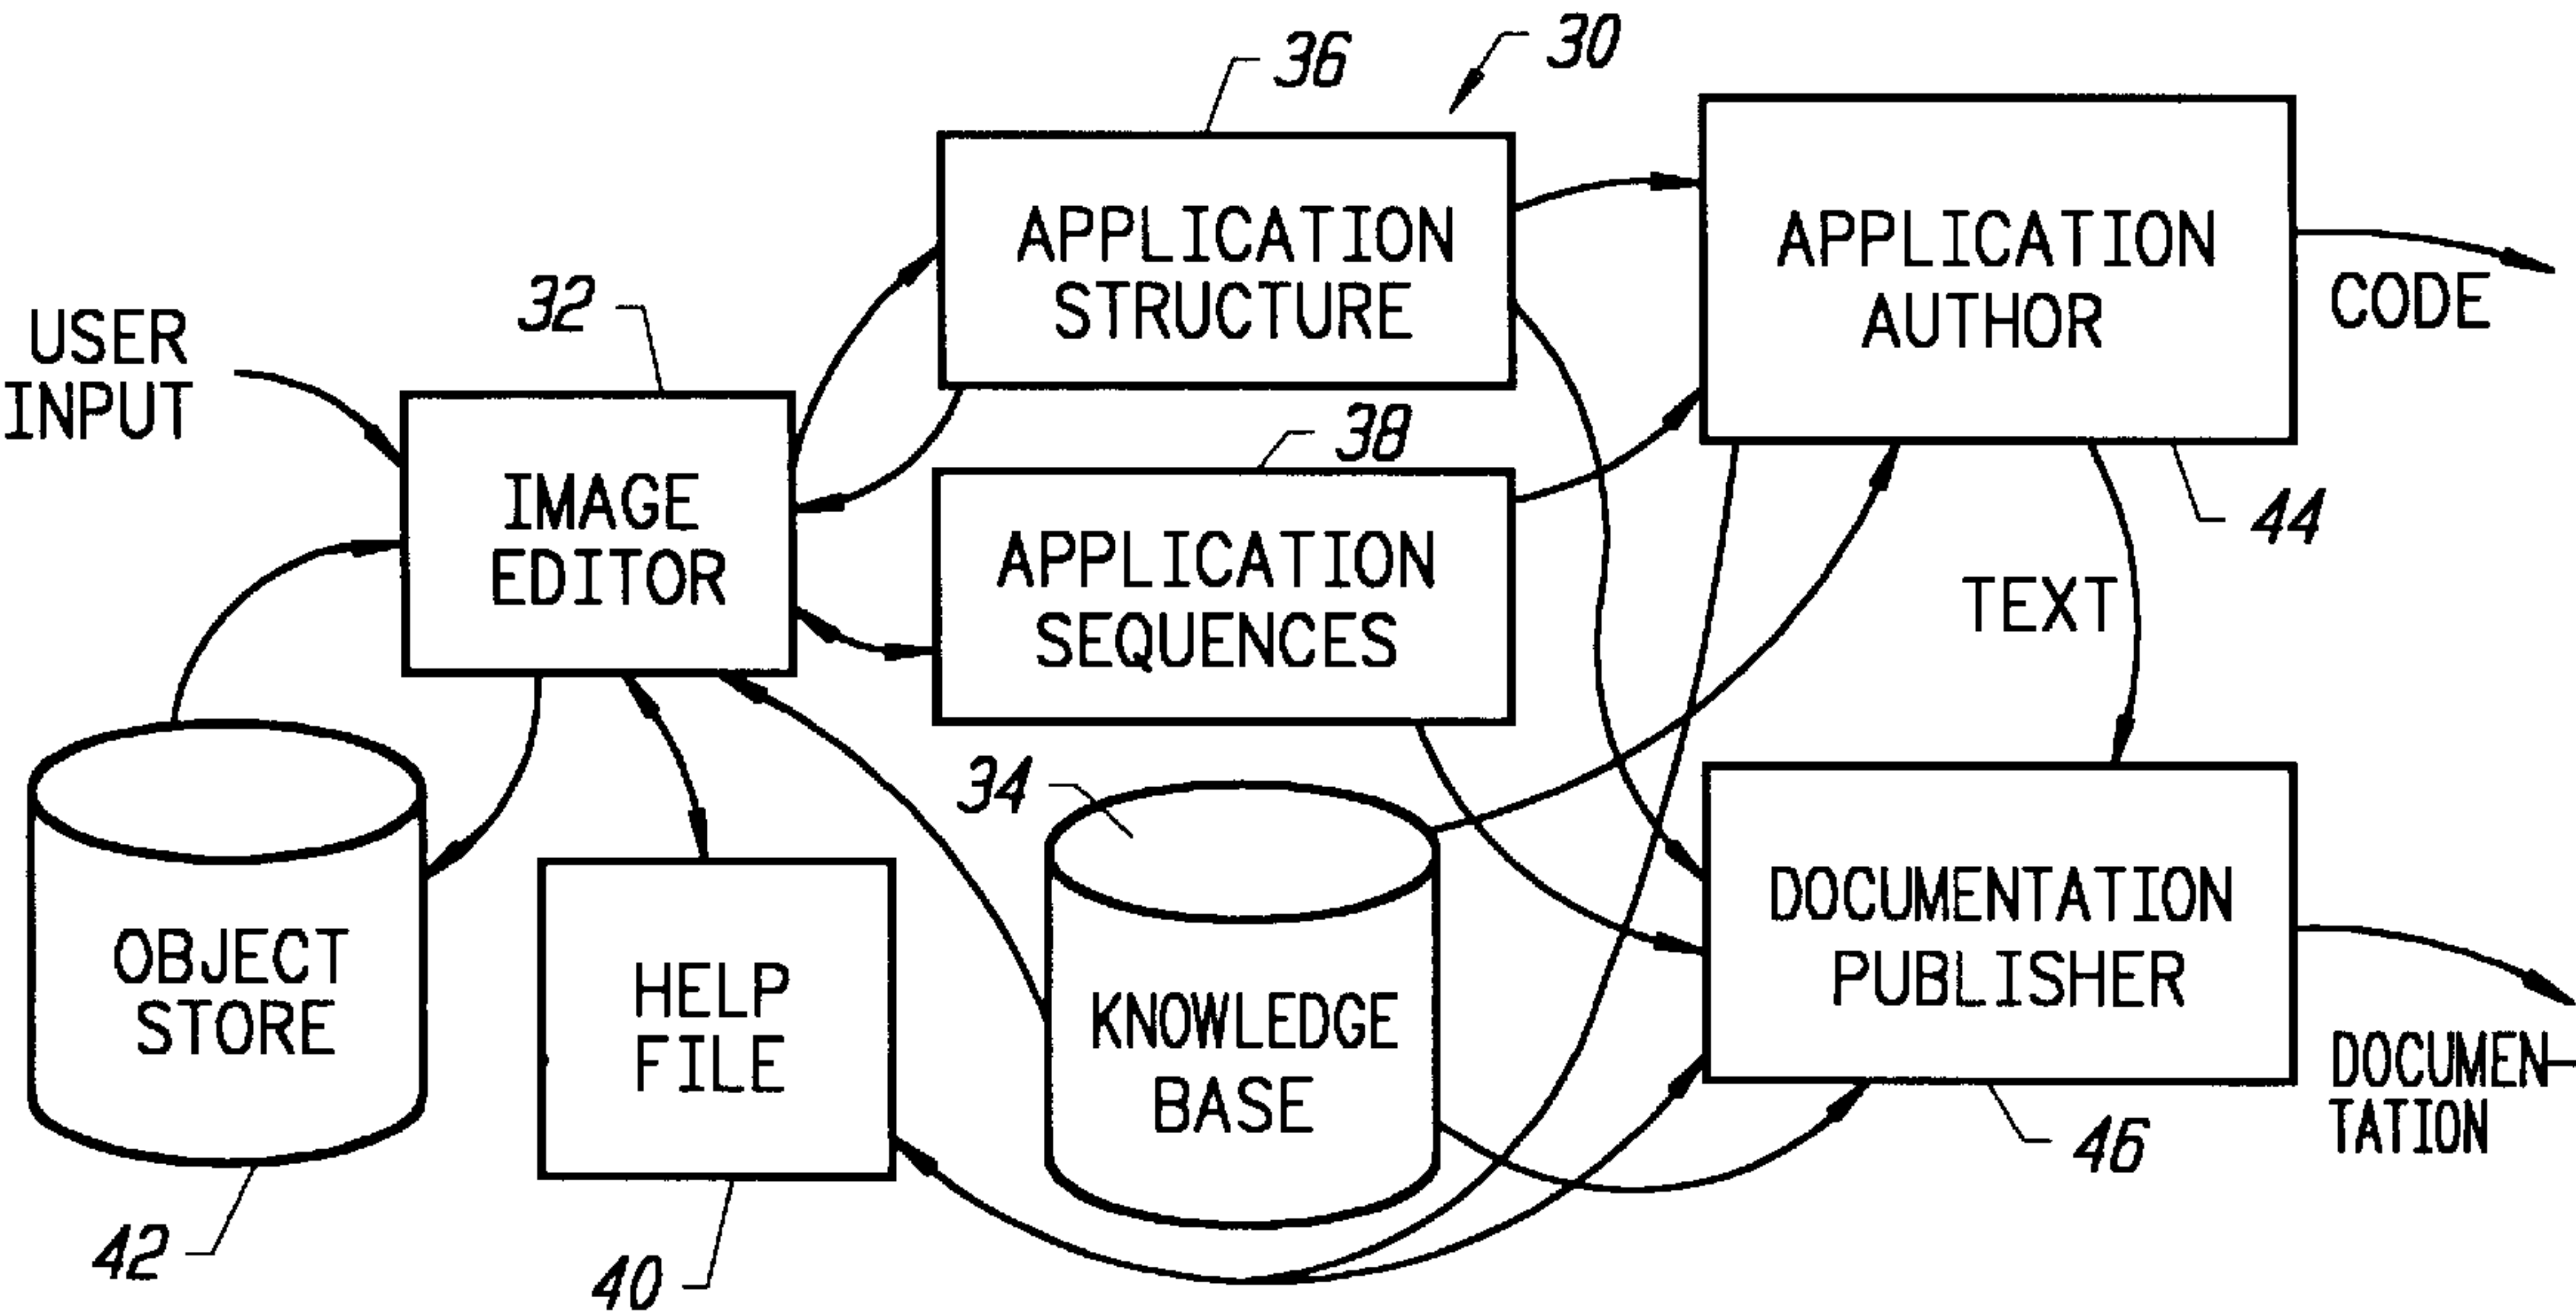 36
30
APPLICATION
STRUCTURE
APPLICATION
AUTHOR
CODE
32
USER
INPUT
IMAGE
EDITOR
38
APPLICATION
SEQUENCES
44
TEXT
34
OBJECT
STORE
HELP
FILE
KNOWLEDGE
BASE
DOCUMENTATION
PUBLISHER
DOCUMEN-
TATION
42
40
46